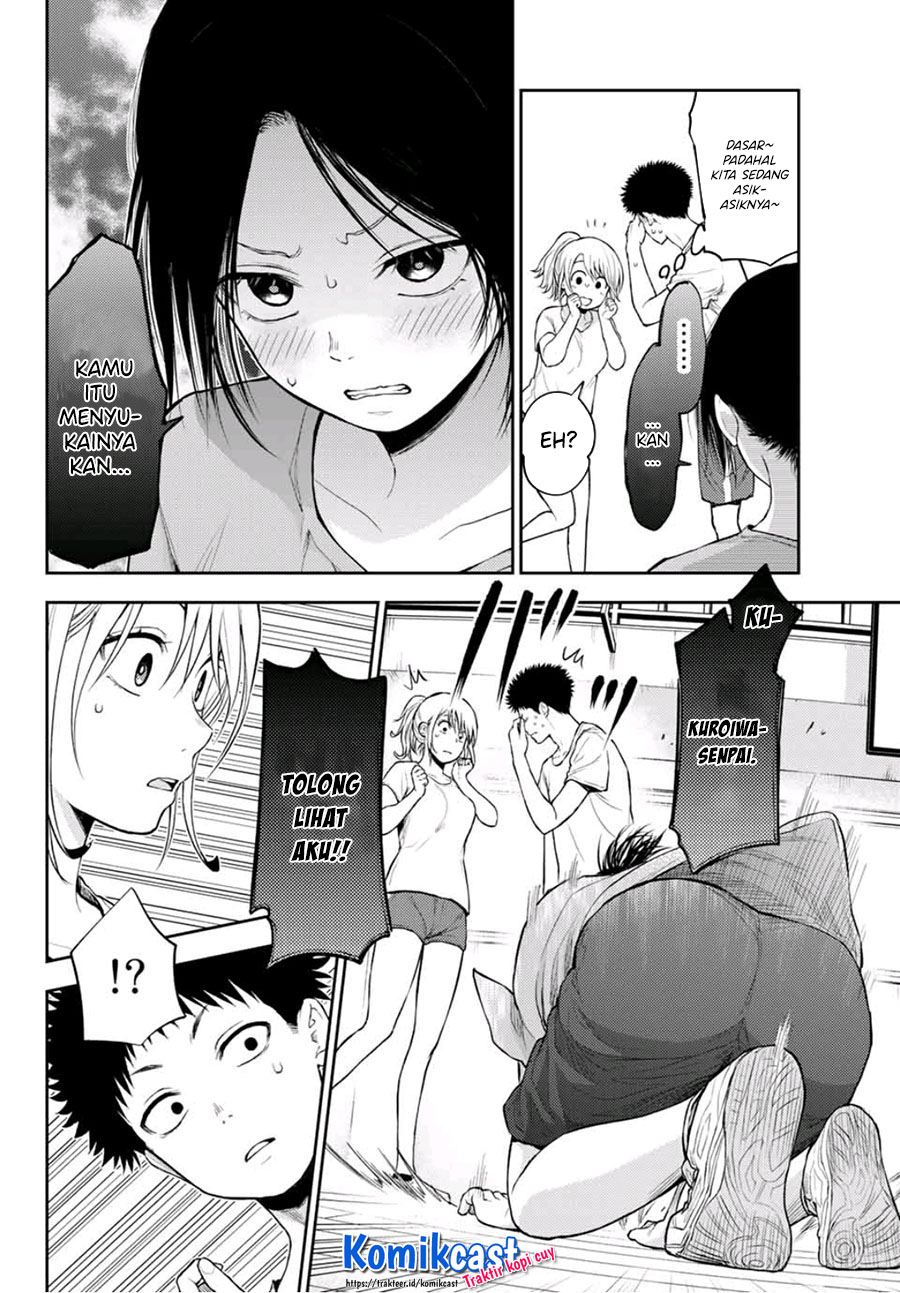 DASAR~
PADAHAL
KITA SEDANG
ASIK-
ASIKNYA~
......
...
KAN
...
EH?
KAMU
ITU
MENYU-
KAINYA
KAN...
KU-
KUROIWA-
SENPAI.
TOLONG
LIHAT
AKU!!
!?
Komikcast
Traktir kopi cuy
https://trakteer.id/komikcast